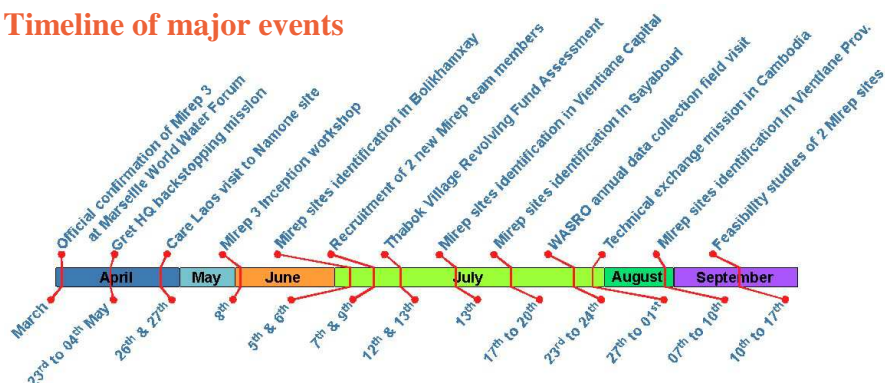 Timeline of major events
Official confirmation of Mirep 3
at Marseille World Water Forum
Gret HQ backstopping mission
Care Laos visit to Namone site
Mirep 3 Inception workshop
Mirep sites identification in Bolikhamxay
Recruitment of 2 new Mirep team members
Thabok Village Revolving Fund Assessment
Mirep sites identification in Vientiane Capital
Mirep sites identification in Sayabouri
WASRO annual data collection field visit
Technical exchange mission in Cambodia
Mirep sites identification in Vientiane Prov.
Feasibility studies of 2 Mirep sites
April May June July August September
March
23rd to 04th May
26th & 27th
8th
5th & 6th
7th & 9th
12th & 13th
13th
17th to 20th
23rd to 24th
27th to 01st
07th to 10th
10th to 17th